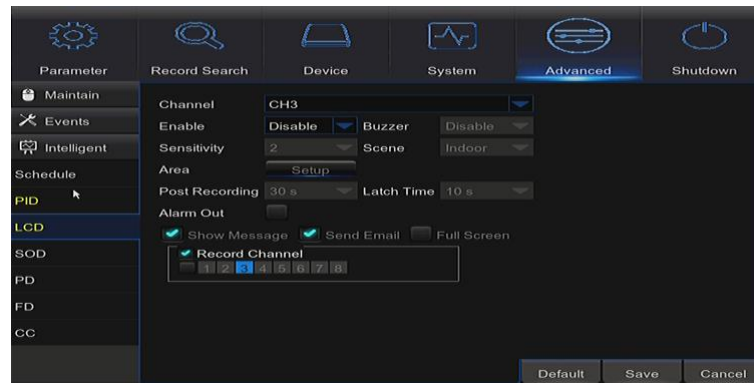 Parameter Record Search Device System Advanced Shutdown
Maintain
Events
Intelligent
Schedule
PID
LCD
SOD
PD
FD
CC
Channel CH3
Enable Disable Buzzer Disable
Sensitivity 2 Scene Indoor
Area Setup
Post Recording 30 s Latch Time 10 s
Alarm Out
Show Message Send Email Full Screen
Record Channel
1 2 3 4 5 6 7 8
Default Save Cancel